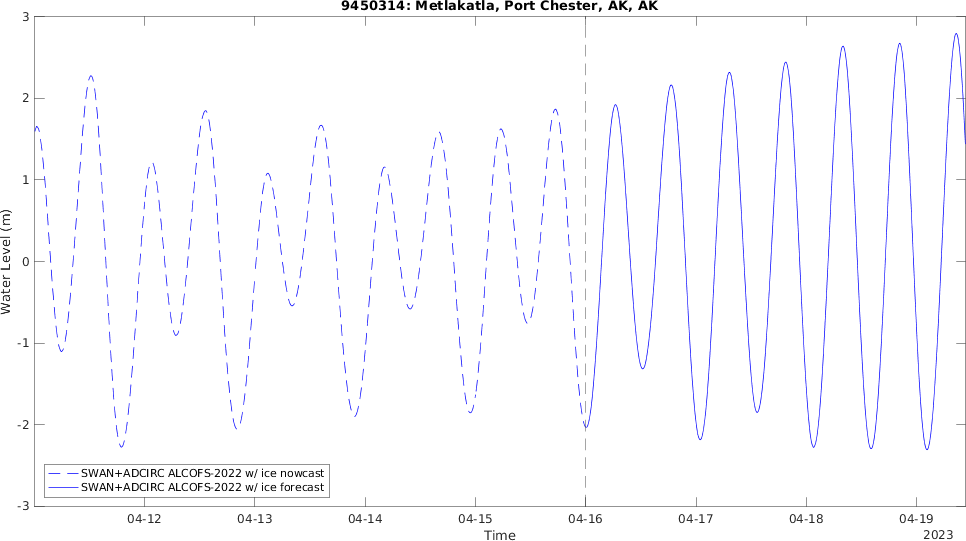 9450314: Metlakatla, Port Chester, AK, AK
3
2
1
0
-1
-2
-3
Water Level (m)
SWAN+ADCIRC ALCOFS-2022 w/ ice nowcast
SWAN+ADCIRC ALCOFS-2022 w/ ice forecast
04-12 04-13 04-14 04-15 04-16 04-17 04-18 04-19
Time
2023